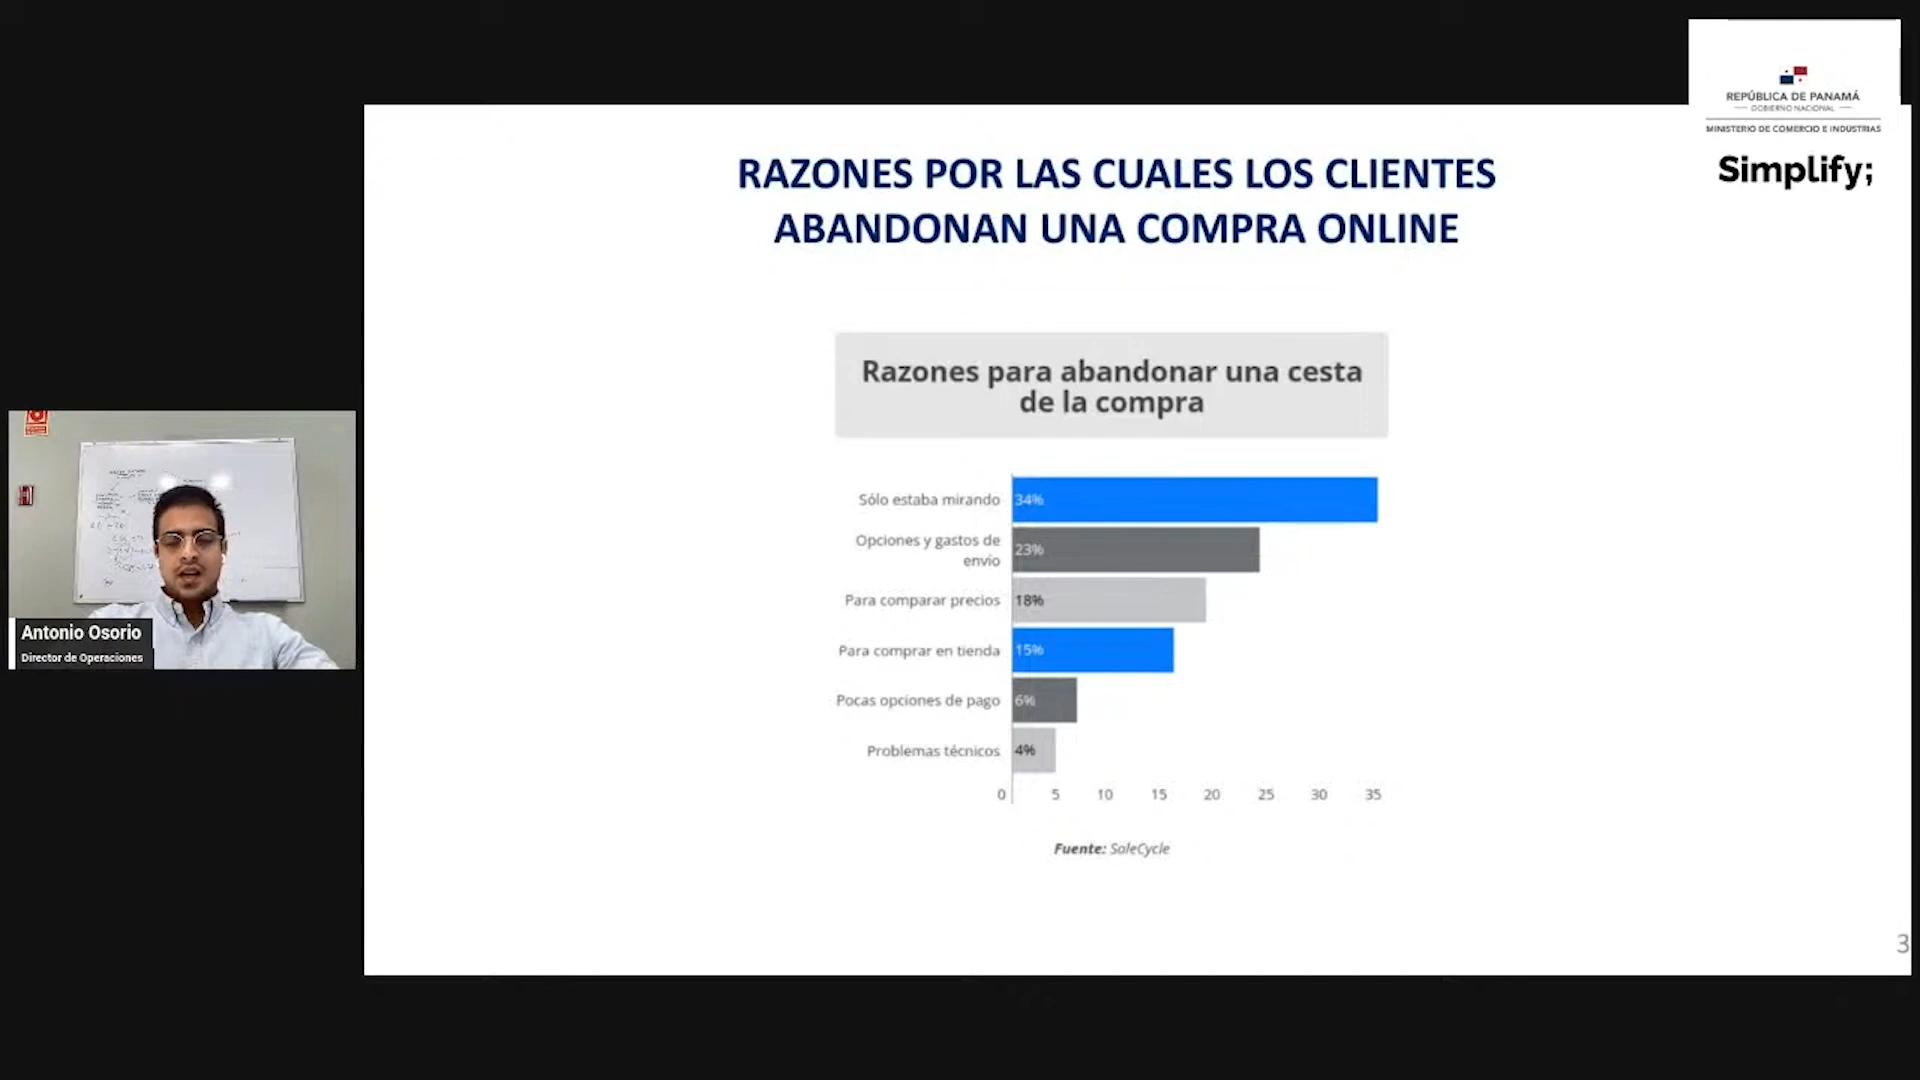 REPÚBLICA DE PANAMÁ
GOBIERNO NACIONAL
MINISTERIO DE COMERCIO E INDUSTRIAS
Simplify;
RAZONES POR LAS CUALES LOS CLIENTES
ABANDONAN UNA COMPRA ONLINE
Razones para abandonar una cesta
de la compra
Sólo estaba mirando 34%
Opciones y gastos de
envío 23%
Para comparar precios 18%
Para comprar en tienda 15%
Pocas opciones de pago 6%
Problemas técnicos 4%
0 5 10 15 20 25 30 35
Fuente: SaleCycle
3
Antonio Osorio
Director de Operaciones